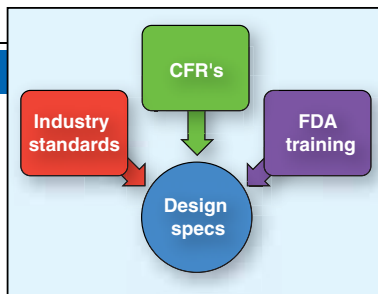 CFR's
Industry
standards
FDA
training
Design
specs